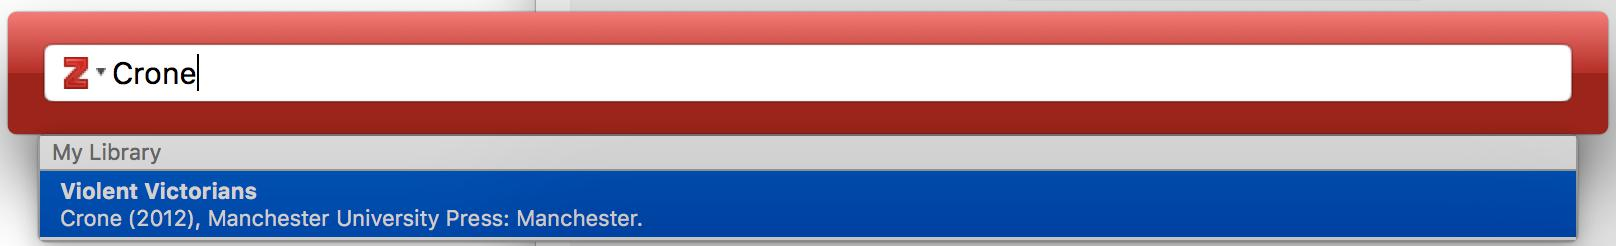 Z Crone
My Library
Violent Victorians
Crone (2012), Manchester University Press: Manchester.